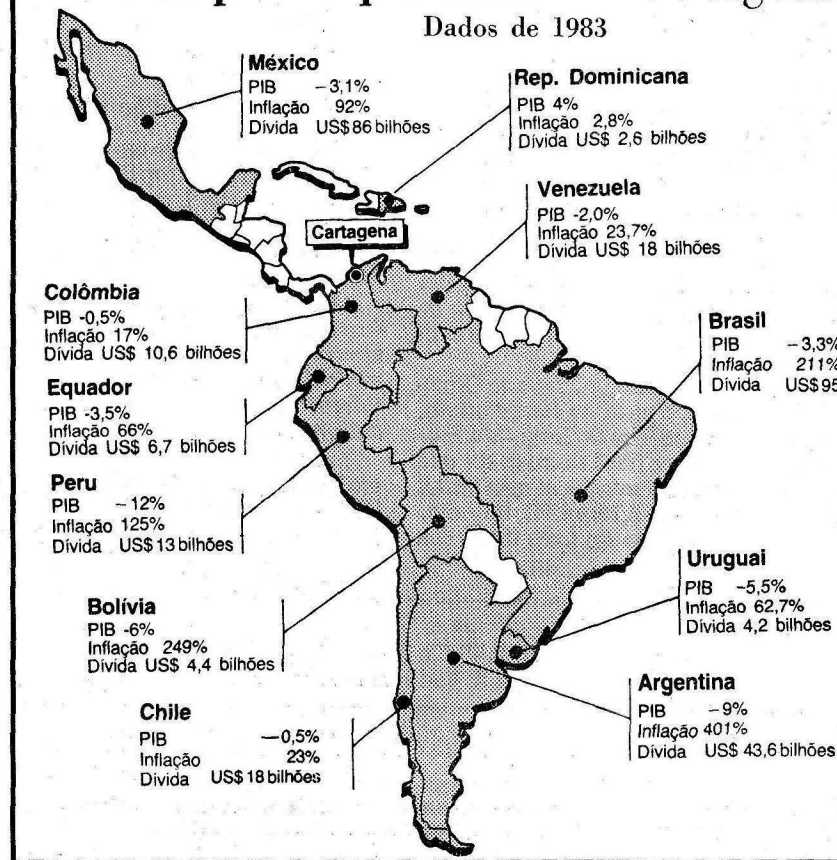 Dados de 1983
México
PIB −3,1%
Inflação 92%
Dívida US$ 86 bilhões
Rep. Dominicana
PIB 4%
Inflação 2,8%
Dívida US$ 2,6 bilhões
Venezuela
PIB -2,0%
Inflação 23,7%
Dívida US$ 18 bilhões
Cartagena
Colômbia
PIB -0,5%
Inflação 17%
Dívida US$ 10,6 bilhões
Brasil
PIB −3,3%
Inflação 211%
Dívida US$ 95
Equador
PIB -3,5%
Inflação 66%
Dívida US$ 6,7 bilhões
Peru
PIB −12%
Inflação 125%
Dívida US$ 13 bilhões
Uruguai
PIB −5,5%
Inflação 62,7%
Dívida 4,2 bilhões
Bolívia
PIB -6%
Inflação 249%
Dívida US$ 4,4 bilhões
Argentina
PIB −9%
Inflação 401%
Dívida US$ 43,6 bilhões
Chile
PIB −0,5%
Inflação 23%
Dívida US$ 18 bilhões